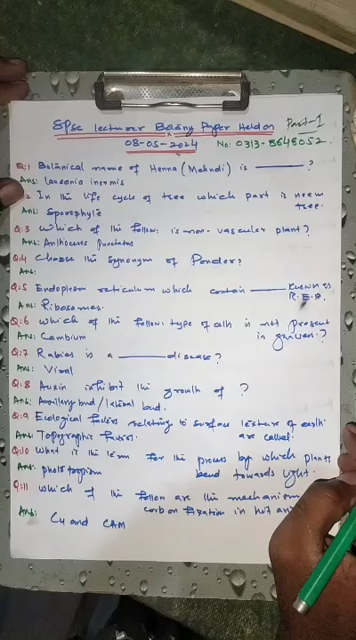 SPSC lecturer Botany Paper Held on Part-1
08-05-2024 No: 0313-8648052
Q:1 Botanical name of Henna (Mehndi) is ______ ?
Ans: Lawsonia inermis
2 In the life cycle of tree which part is new
tree.
Ans: Sporophyte
Q:3 which of the follow: is non-vascular plant?
Ans: Anthoceros Punctatus
Q:4 Choose the Synonym of Ponder?
Ans:
Q:5 Endoplasm reticulum which contain ______ known as
R.E.R.
Ans: Ribosomes.
Q:6 which of the follow: type of cells is not Present
in ?
Ans: Cambium
Q:7 Rabies is a ______ disease?
Ans: Viral
Q:8 Auxin inhibit the growth of ?
Ans: Auxillary bud / lateral bud.
Q:9 Ecological factors relating to surface texture of earth
are called.
Ans: Topographic factors.
Q:10 what is the term for the process by which plants
bend towards light.
Ans: phototropism
Q:11 which of the follow are the mechanism
carbon fixation in hot
Ans: C4 and CAM